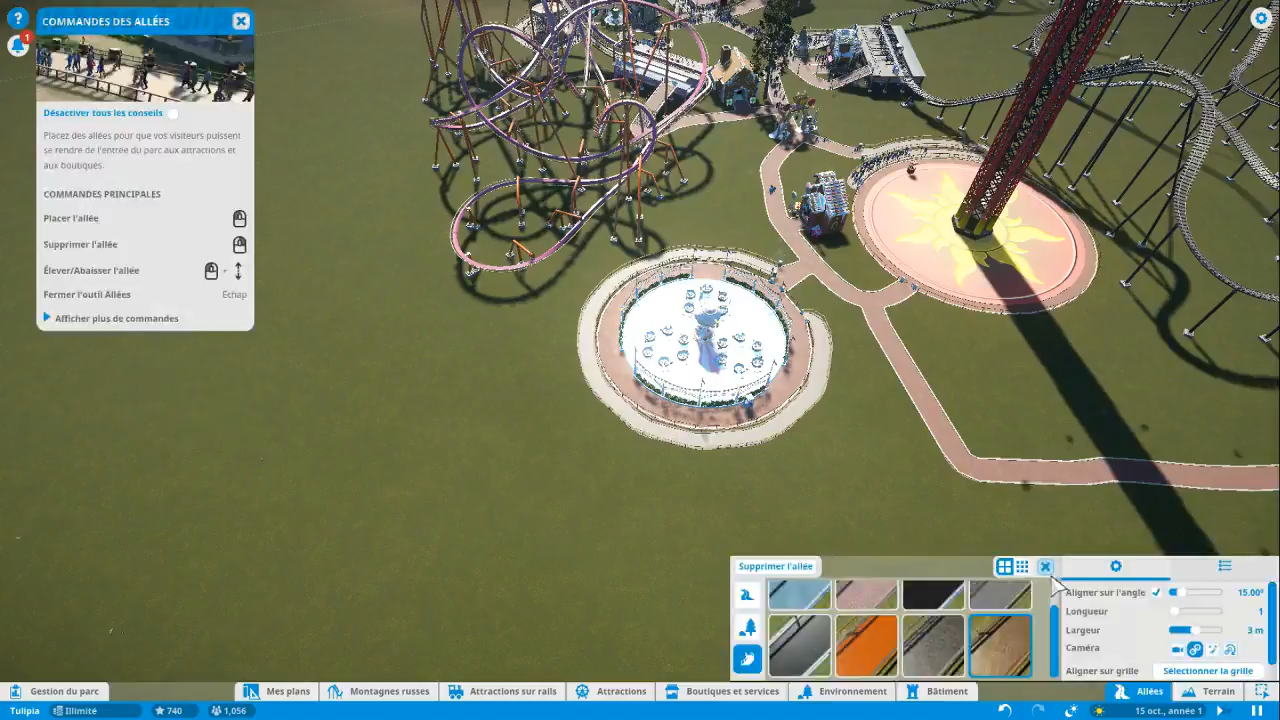 COMMANDES DES ALLÉES
1
Désactiver tous les conseils
Placez des allées pour que vos visiteurs puissent
se rendre de l'entrée du parc aux attractions et
aux boutiques.
COMMANDES PRINCIPALES
Placer l'allée
Supprimer l'allée
Élever/Abaisser l'allée
Fermer l'outil Allées Echap
Afficher plus de commandes
Supprimer l'allée
Aligner sur l'angle 15.00°
Longueur 1
Largeur 3 m
Caméra
Aligner sur grille Sélectionner la grille
Gestion du parc Mes plans Montagnes russes Attractions sur rails Attractions Boutiques et services Environnement Bâtiment Allées Terrain
Tulipia Illimité 740 1,056 15 oct., année 1